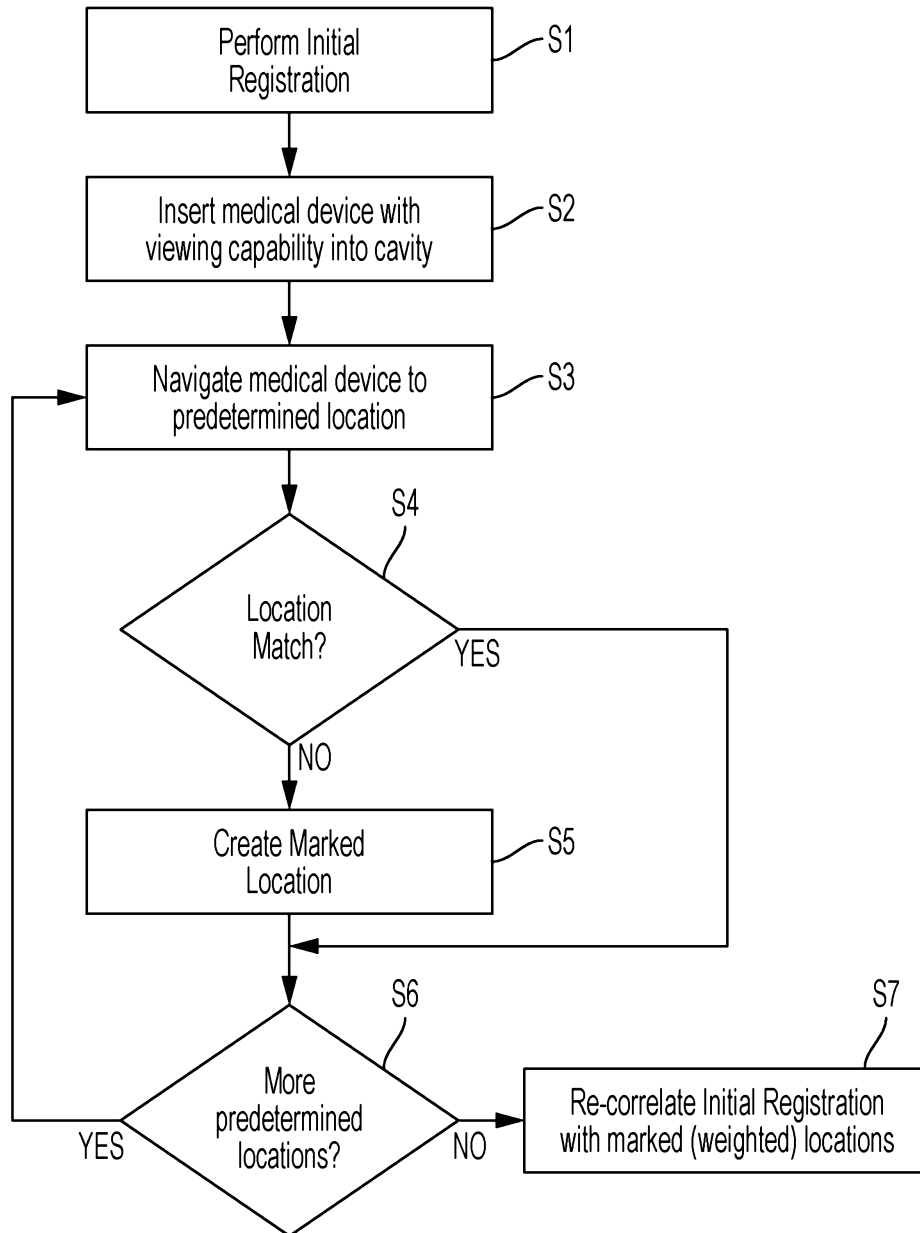 Perform Initial
Registration
S1
Insert medical device with
viewing capability into cavity
S2
Navigate medical device to
predetermined location
S3
S4
Location
Match?
YES
NO
Create Marked
Location
S5
S6
More
predetermined
locations?
YES
NO
S7
Re-correlate Initial Registration
with marked (weighted) locations